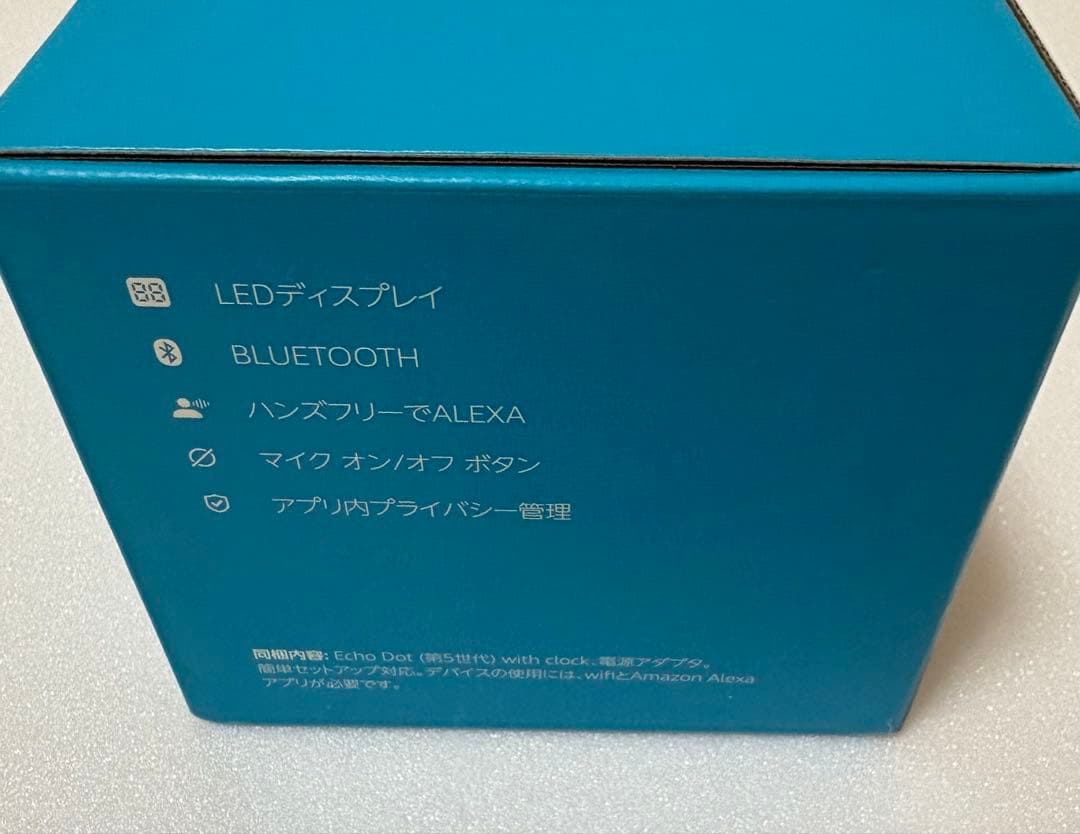 LEDディスプレイ
BLUETOOTH
ハンズフリーでALEXA
マイク オン/オフ ボタン
アプリ内プライバシー管理
同梱内容: Echo Dot (第5世代) with clock、電源アダプタ。
簡単セットアップ対応。デバイスの使用には、wifiとAmazon Alexa
アプリが必要です。